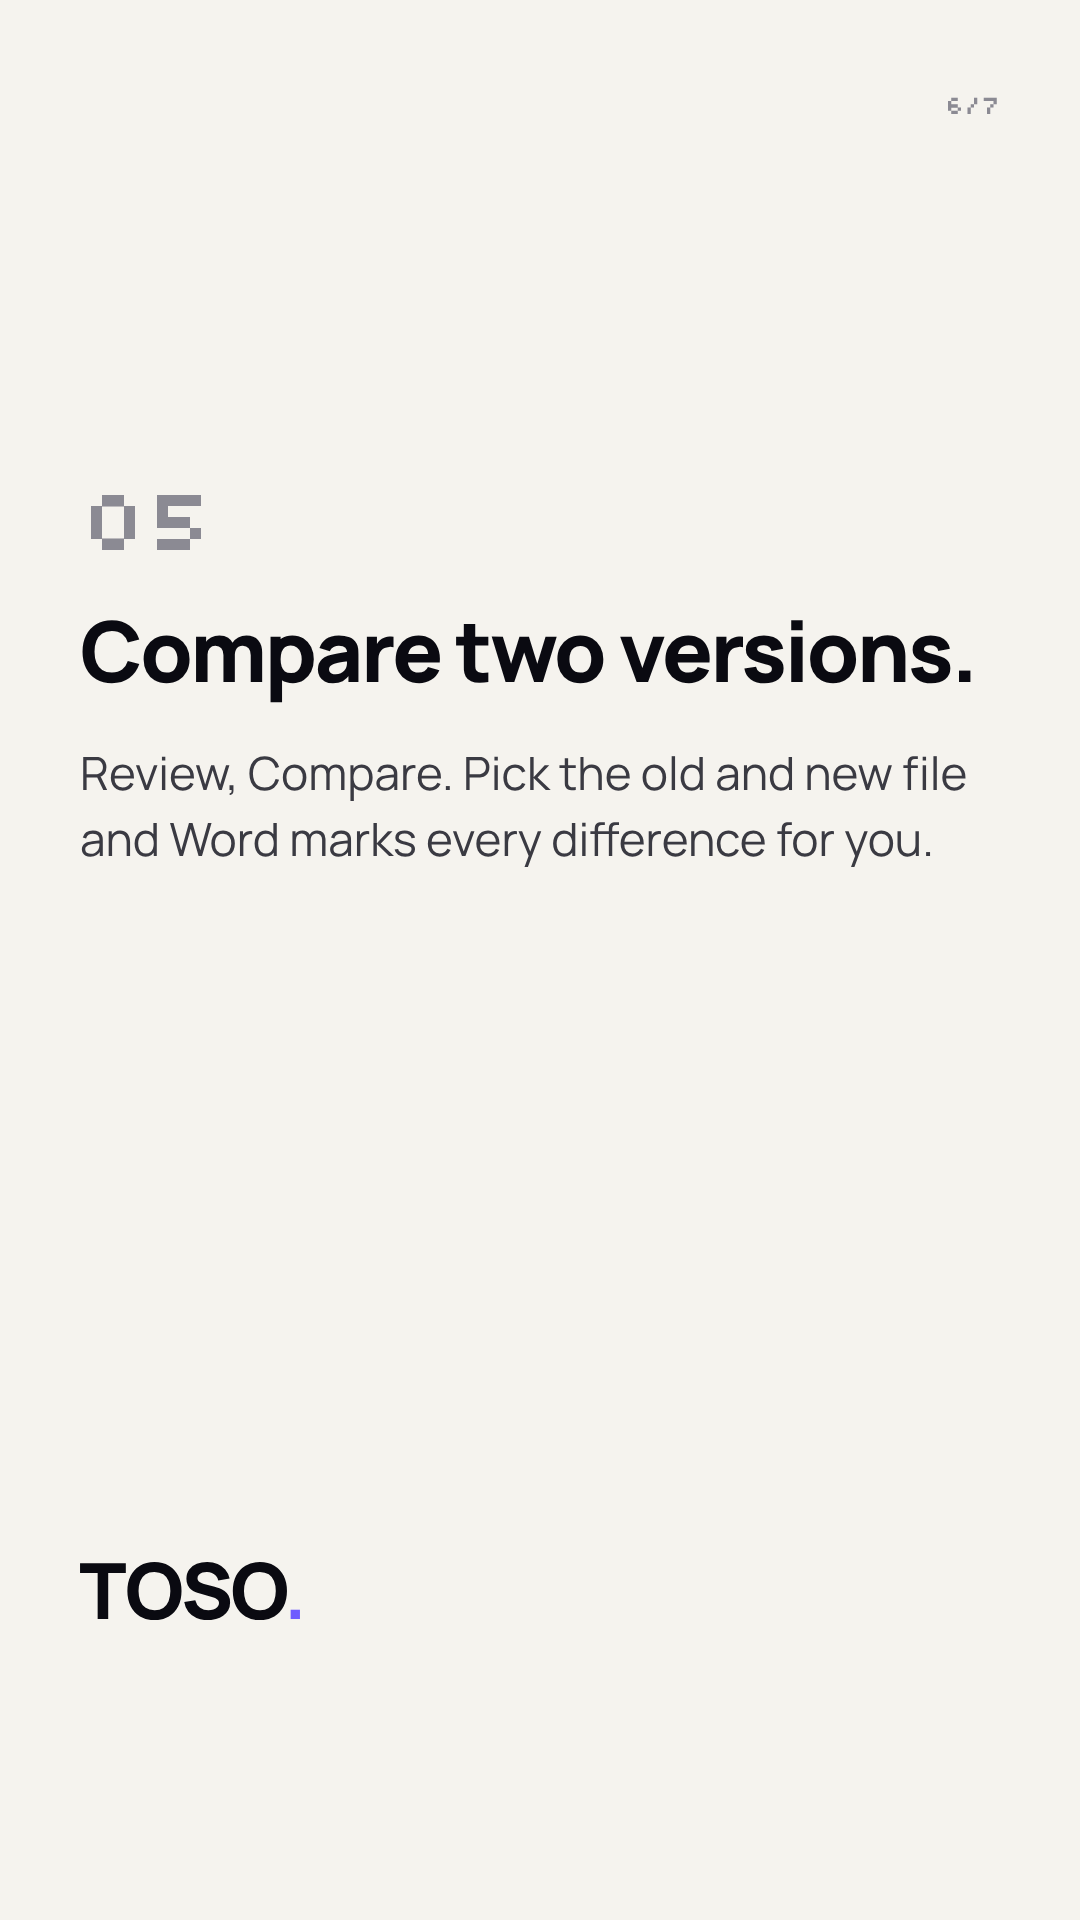 6/7
05
Compare two versions.
Review, Compare. Pick the old and new file
and Word marks every difference for you.
TOSO.